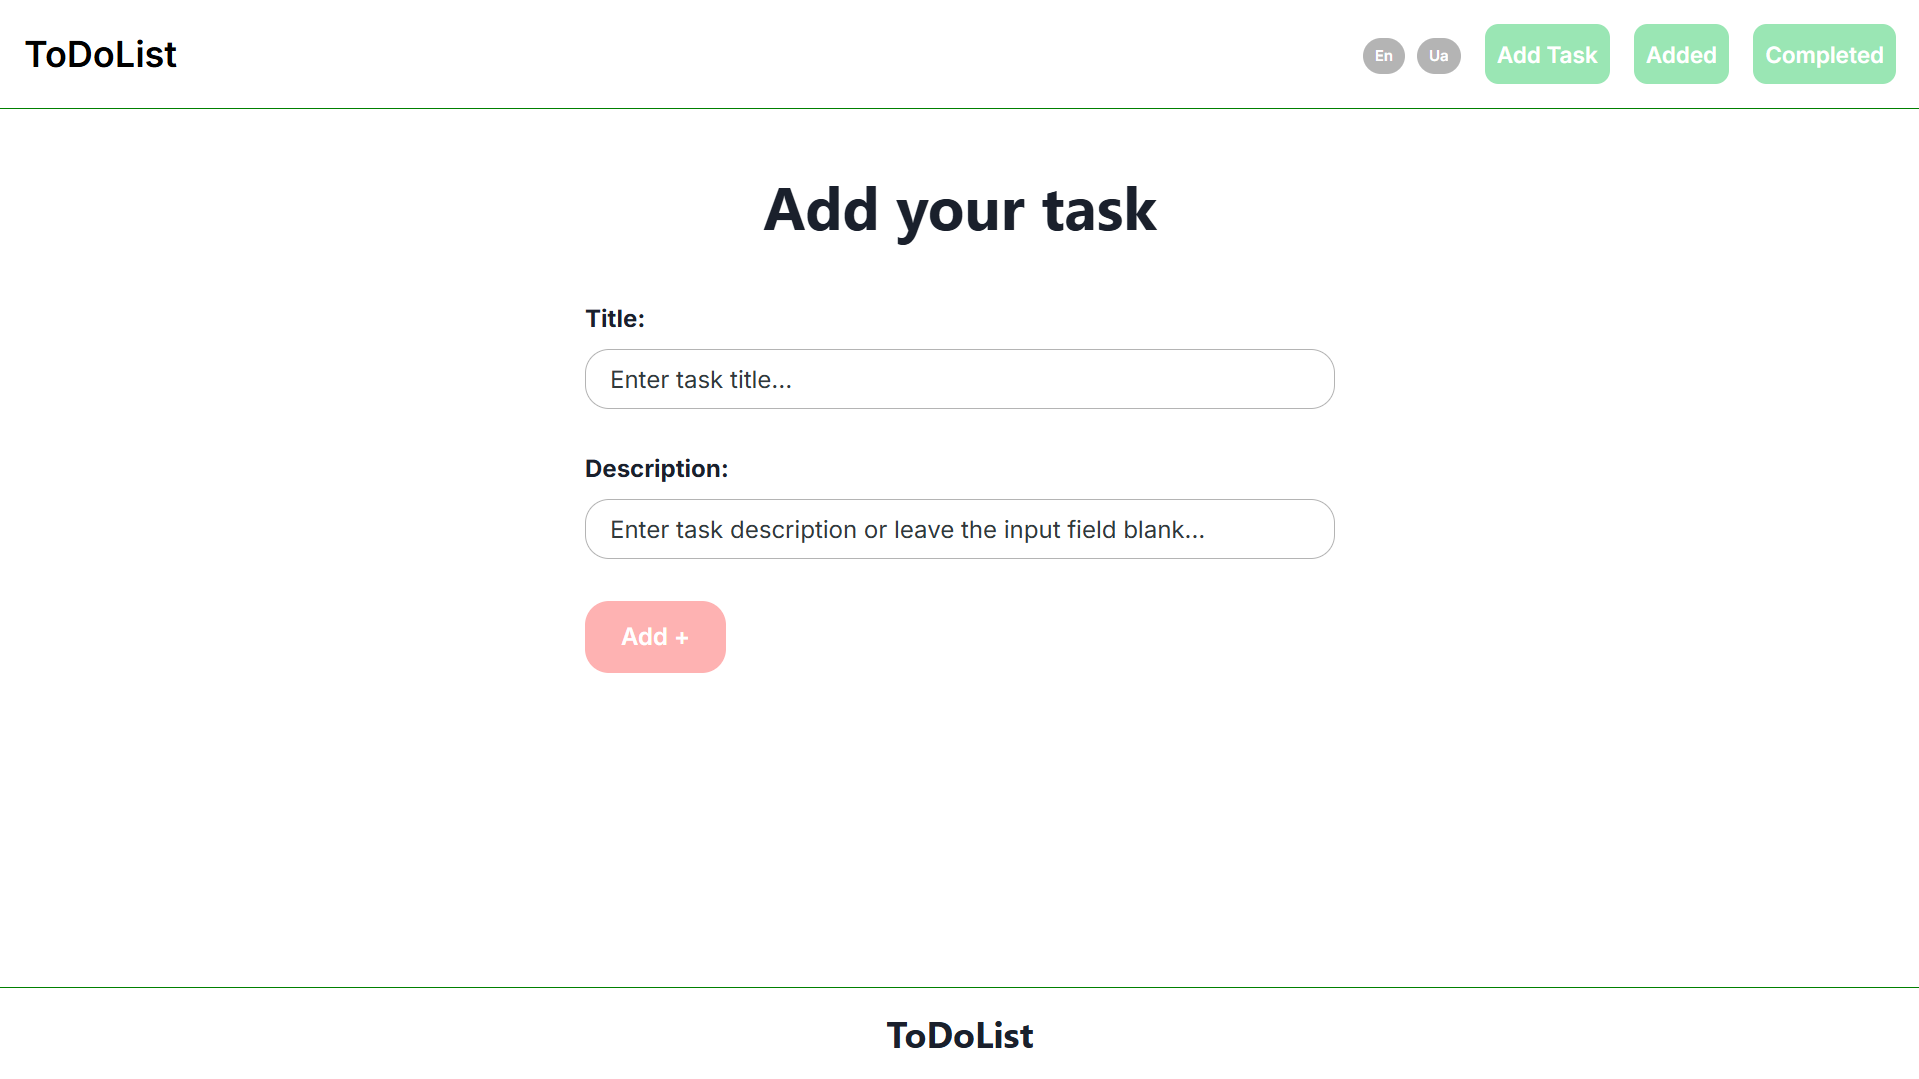 ToDoList
En
Ua
Add Task
Added
Completed
Add your task
Title:
Enter task title...
Description:
Enter task description or leave the input field blank...
Add +
ToDoList